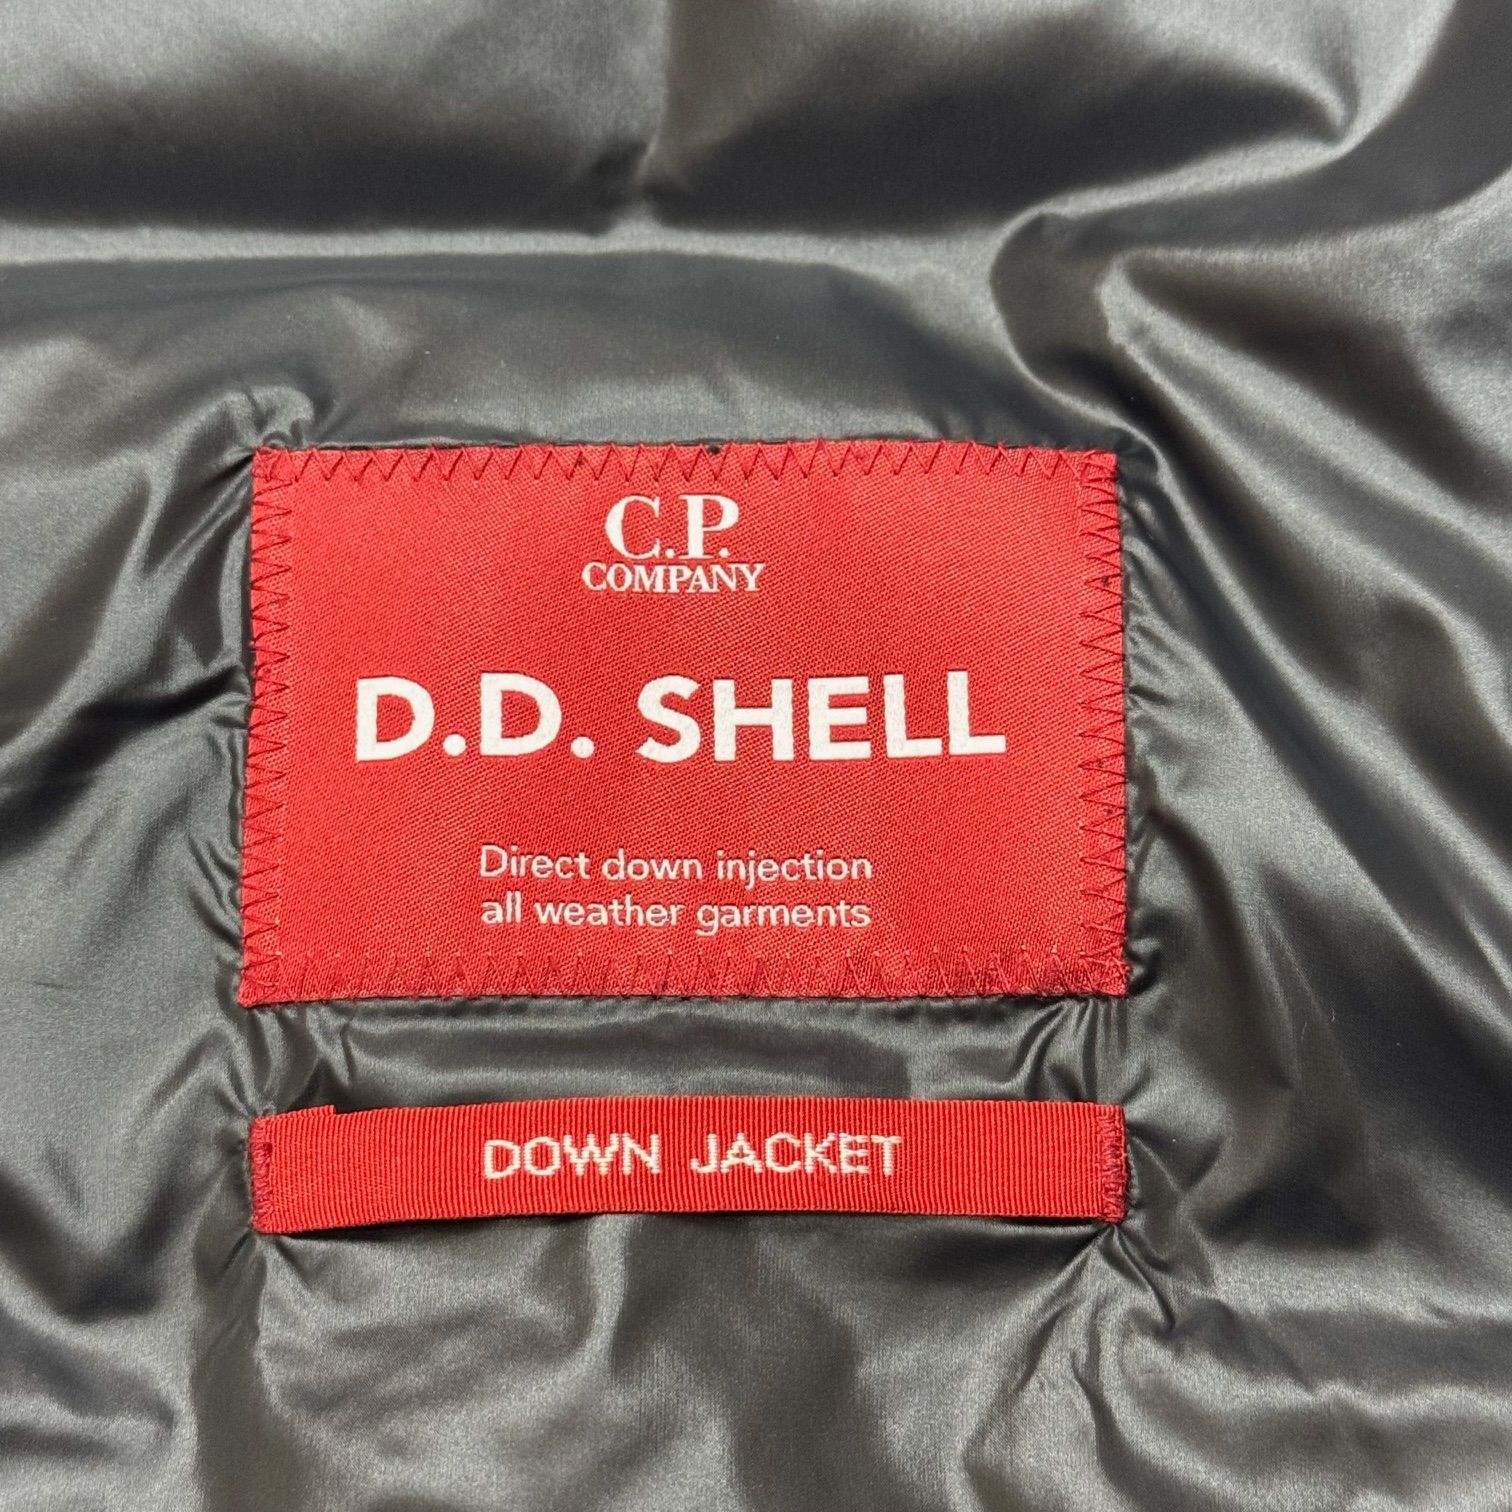 C.P.
COMPANY
D.D. SHELL
Direct down injection
all weather garments
DOWN JACKET